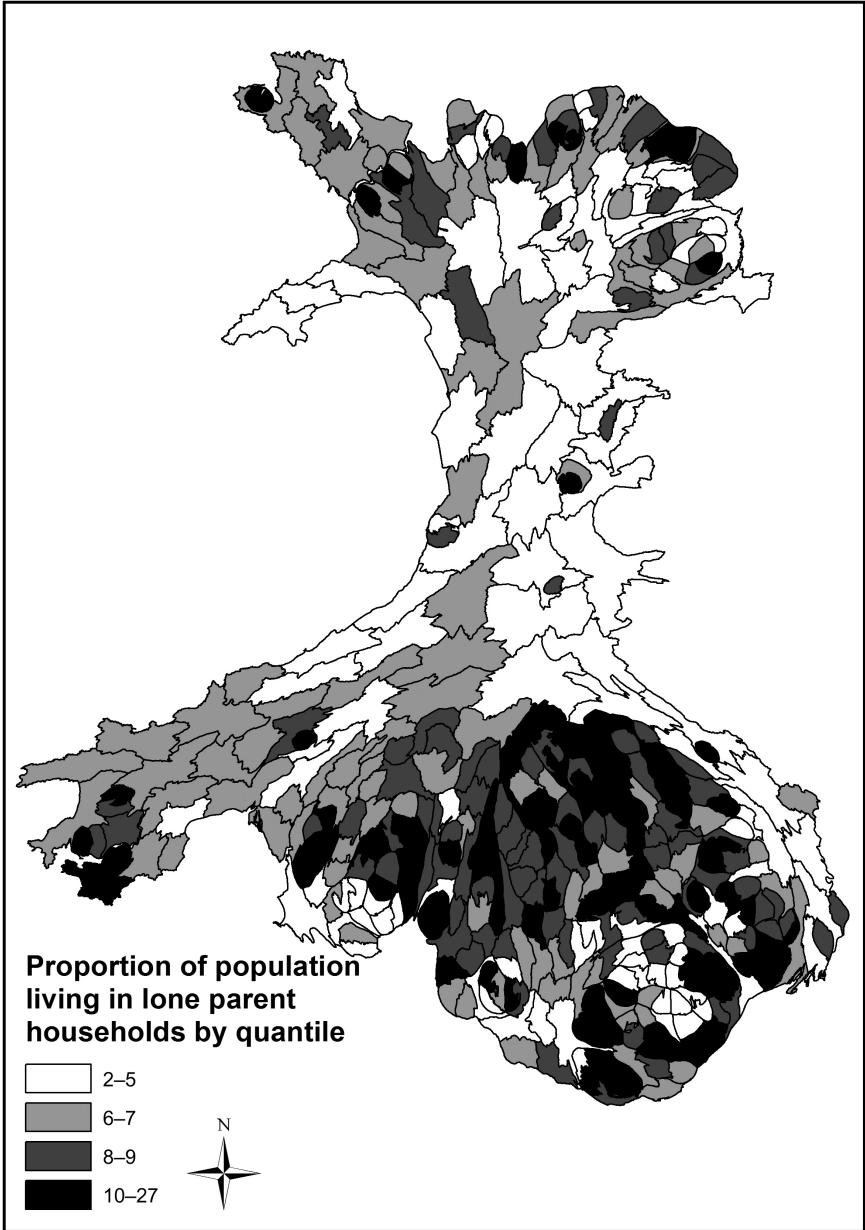 Proportion of population
living in lone parent
households by quantile
2–5
6–7
8–9
10–27
N